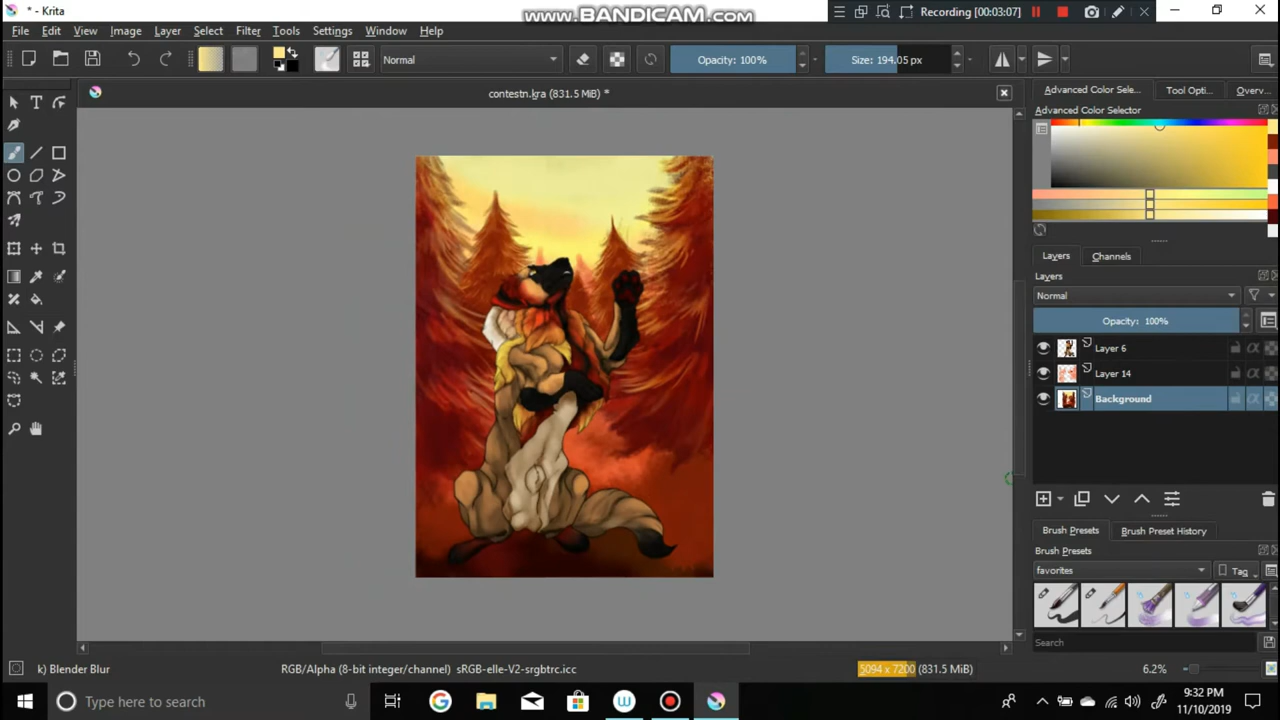 * - Krita
www.BANDICAM.com
Recording [00:03:07]
File Edit View Image Layer Filter Select Tools Settings Window Help
Normal
Opacity: 100%
Size: 194.05 px
contestn.kra (831.5 MiB) *
Advanced Color Sele...
Tool Opti...
Overv...
Advanced Color Selector
Layers
Channels
Layers
Normal
Opacity: 100%
Layer 6
Layer 14
Background
Brush Presets
Brush Preset History
Brush Presets
favorites
Tag
Search
k) Blender Blur
RGB/Alpha (8-bit integer/channel) sRGB-elle-V2-srgbtrc.icc
5094 x 7200 (831.5 MiB)
6.2%
Type here to search
9:32 PM
11/10/2019